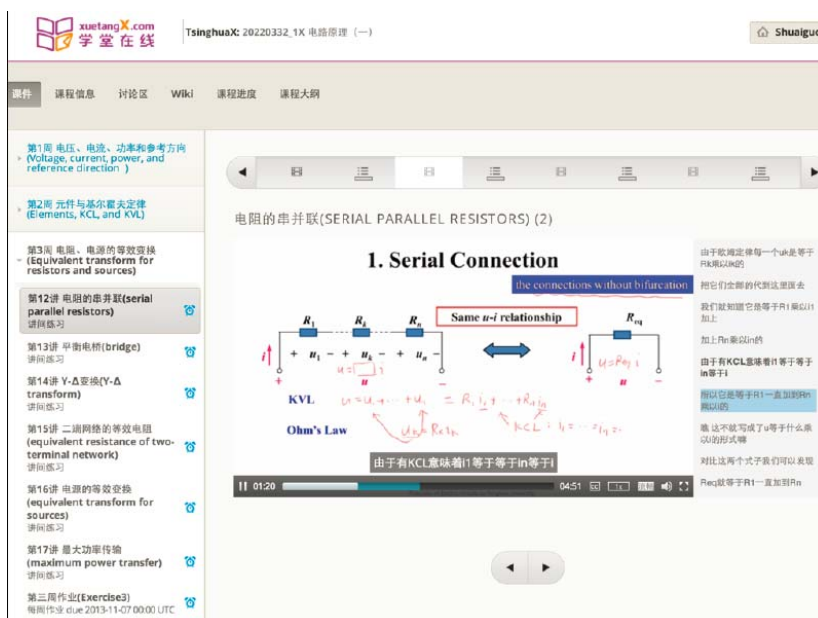 xuetangX.com
学堂在线
TsinghuaX: 20220332_1X 电路原理（一）
Shuaiguo
课件 课程信息 讨论区 Wiki 课程进度 课程大纲
第1周 电压、电流、功率和参考方向
(Voltage, current, power, and
reference direction )
第2周 元件与基尔霍夫定律
(Elements, KCL, and KVL)
第3周 电阻、电源的等效变换
(Equivalent transform for
resistors and sources)
第12讲 电阻的串并联(serial
parallel resistors)
讲间练习
第13讲 平衡电桥(bridge)
讲间练习
第14讲 Y-Δ变换(Y-Δ
transform)
讲间练习
第15讲 二端网络的等效电阻
(equivalent resistance of two-
terminal network)
讲间练习
第16讲 电源的等效变换
(equivalent transform for
sources)
讲间练习
第17讲 最大功率传输
(maximum power transfer)
讲间练习
第三周作业(Exercise3)
每周作业 due 2013-11-07 00:00 UTC
电阻的串并联(SERIAL PARALLEL RESISTORS) (2)
1. Serial Connection
the connections without bifurcation
R1 Rk Rn Same u-i relationship Req
i + u1 - + uk - + un - i u=Req i
+ u - + u -
KVL
Ohm's Law
由于有KCL意味着i1等于等于in等于i
01:20 04:51 1x
由于欧姆定律每一个uk是等于
Rk乘以ik的
把它们全部的代到这里面去
我们就知道它是等于R1乘以i1
加上
加上Rn乘以in的
由于有KCL意味着i1等于等于
in等于i
所以它是等于R1一直加到Rn
乘以i的
瞧 这不就写成了u等于什么乘
以i的形式嘛
对比这两个式子我们可以发现
Req就等于R1一直加到Rn